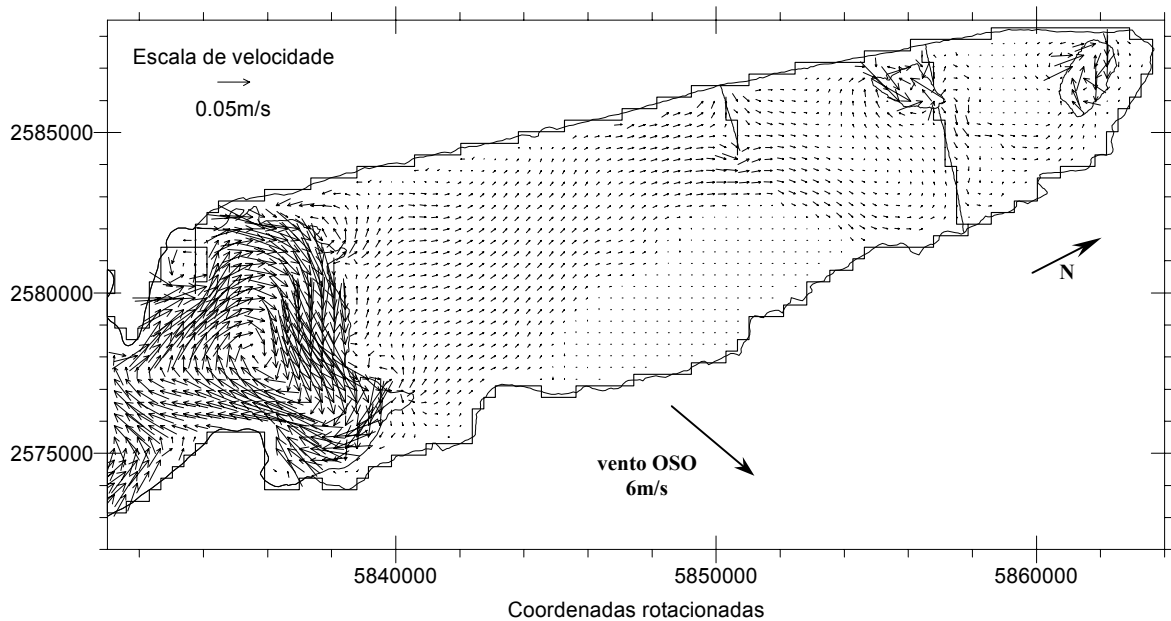 Escala de velocidade
0.05m/s
2585000
2580000
2575000
N
vento OSO
6m/s
5840000
5850000
5860000
Coordenadas rotacionadas